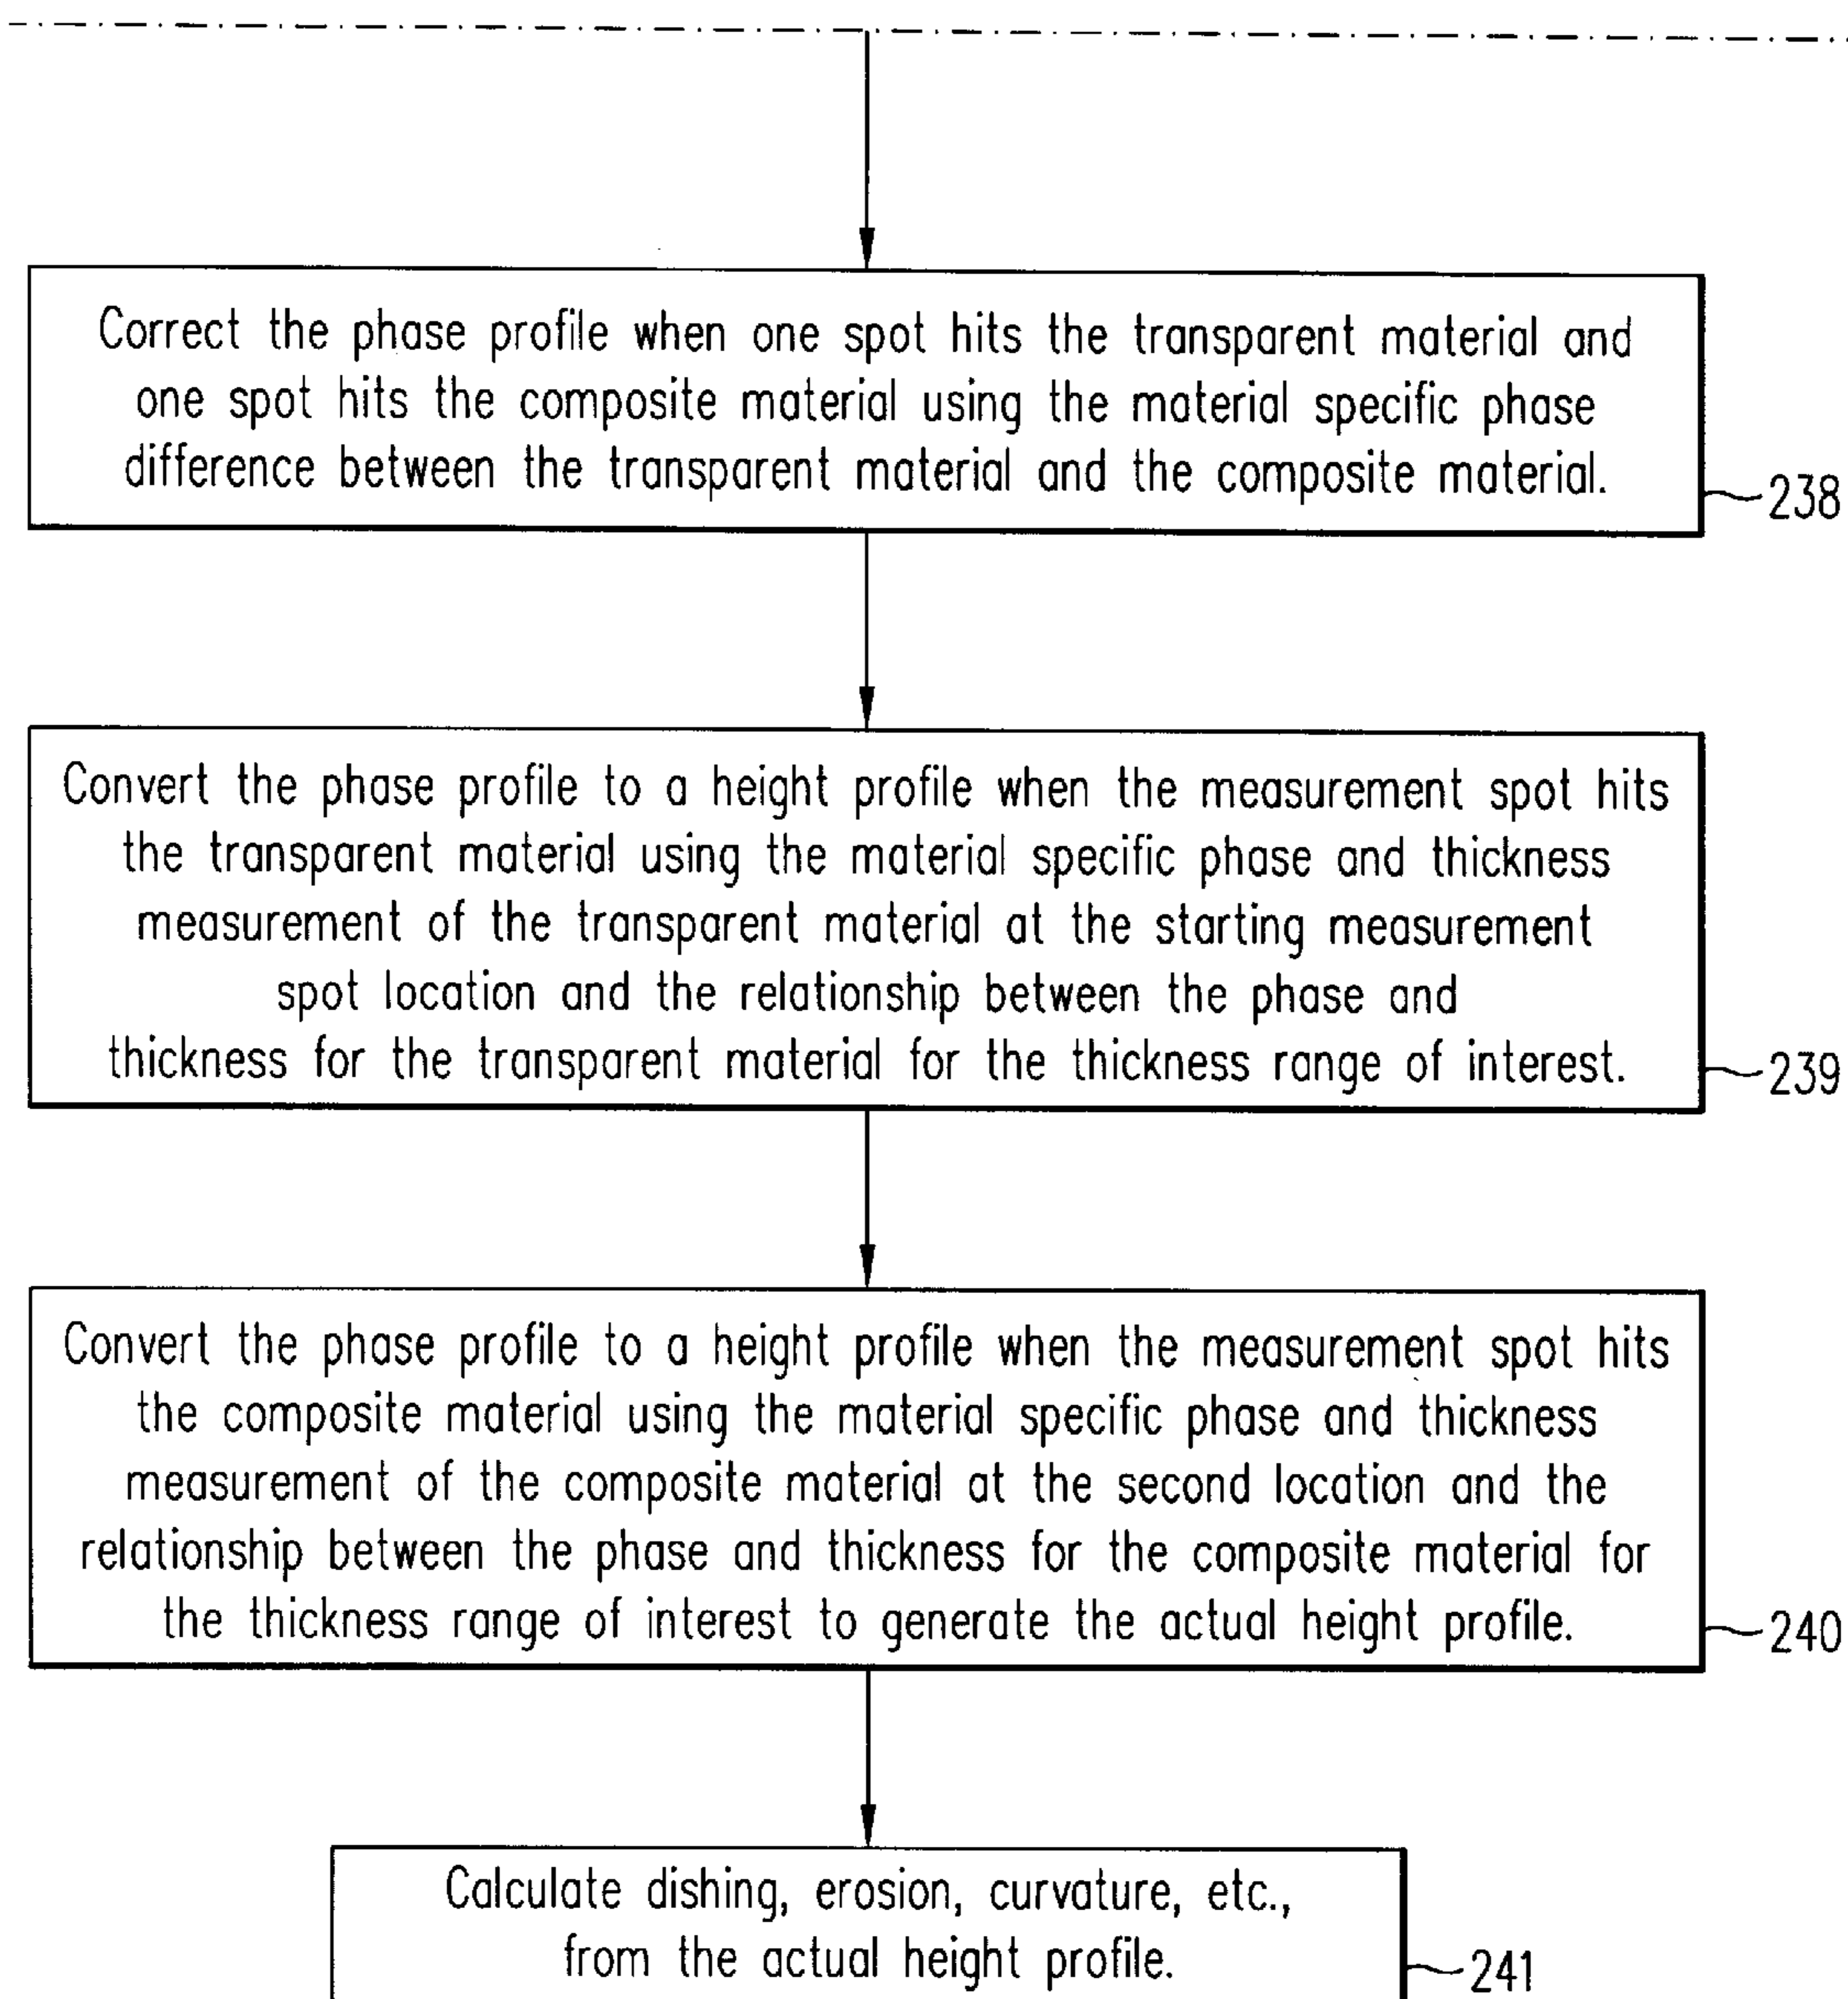 Correct the phase profile when one spot hits the transparent material and
one spot hits the composite material using the material specific phase
difference between the transparent material and the composite material.
238
Convert the phase profile to a height profile when the measurement spot hits
the transparent material using the material specific phase and thickness
measurement of the transparent material at the starting measurement
spot location and the relationship between the phase and
thickness for the transparent material for the thickness range of interest.
239
Convert the phase profile to a height profile when the measurement spot hits
the composite material using the material specific phase and thickness
measurement of the composite material at the second location and the
relationship between the phase and thickness for the composite material for
the thickness range of interest to generate the actual height profile.
240
Calculate dishing, erosion, curvature, etc.,
from the actual height profile.
241